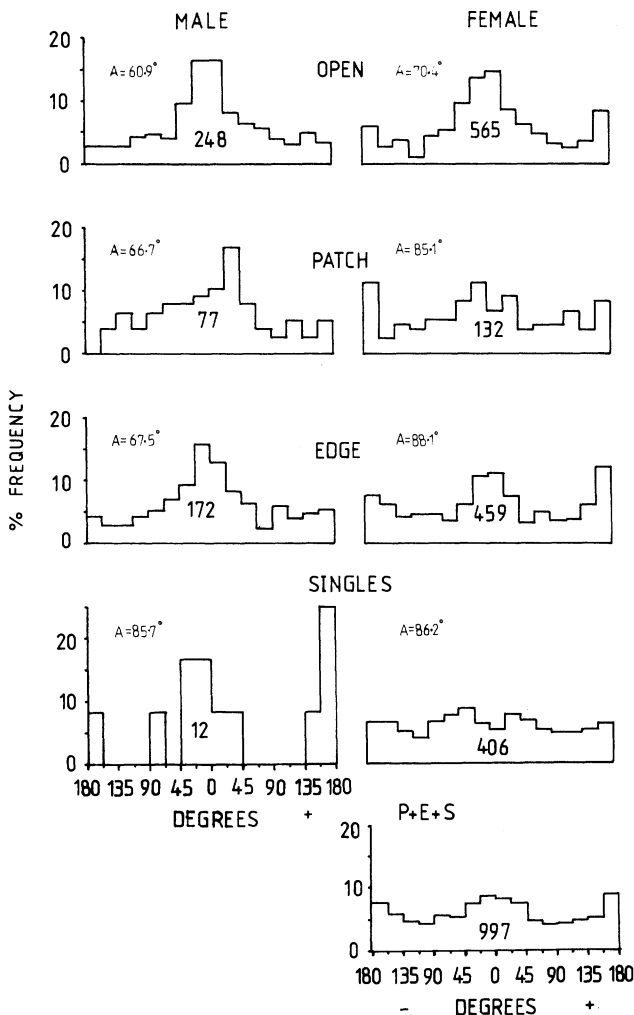 MALE FEMALE
20
10
0
A=60·9°
OPEN
A=70·4°
248
565
20
10
0
A=66·7°
PATCH
A=85·1°
77
132
20
10
0
A=67·5°
EDGE
A=88·1°
172
459
% FREQUENCY
SINGLES
20
10
0
A=85·7°
A=86·2°
12
406
180 135 90 45 0 45 90 135 180
DEGREES +
P+E+S
20
10
0
997
180 135 90 45 0 45 90 135 180
- DEGREES +